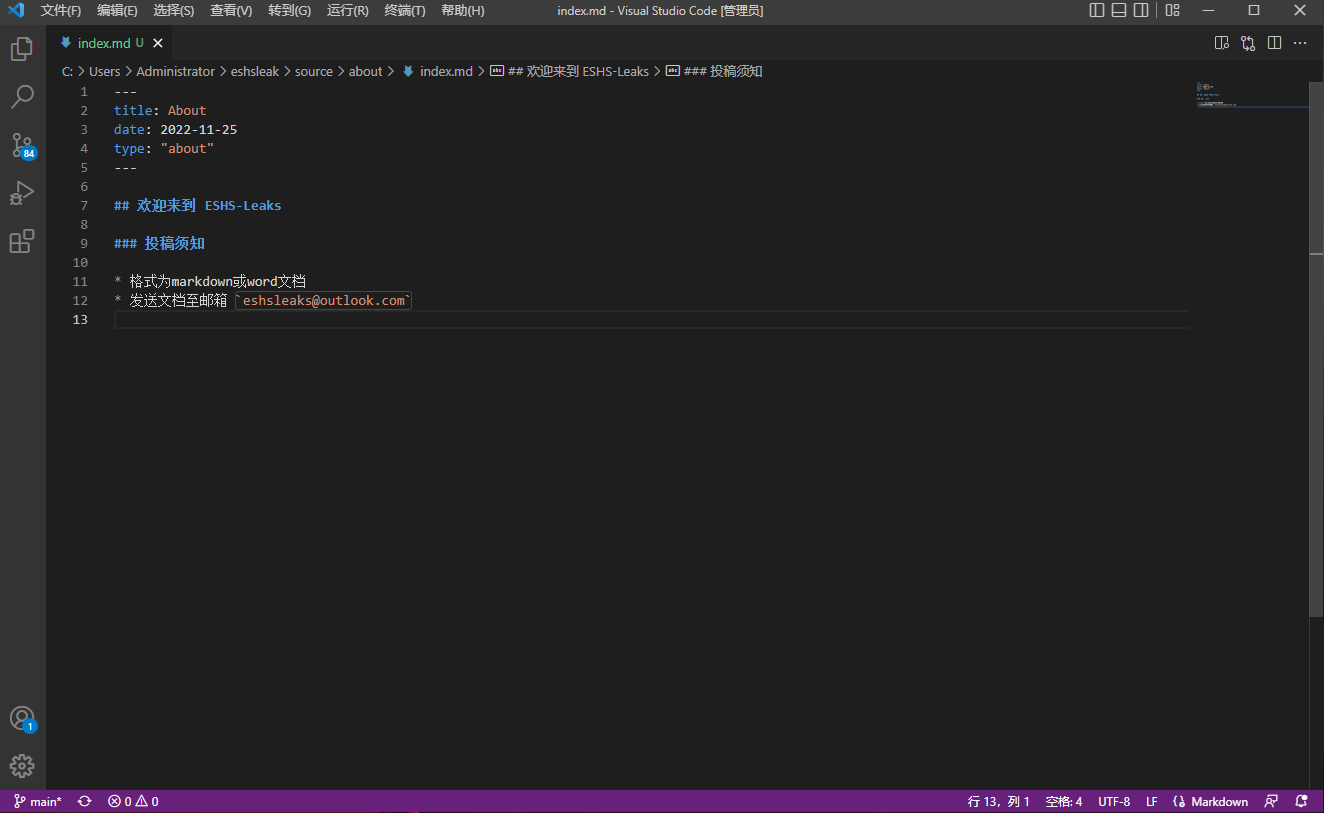 文件(F) 编辑(E) 选择(S) 查看(V) 转到(G) 运行(R) 终端(T) 帮助(H) index.md - Visual Studio Code [管理员]
index.md U
C: > Users > Administrator > eshsleak > source > about > index.md > ## 欢迎来到 ESHS-Leaks > ### 投稿须知
1 ---
2 title: About
3 date: 2022-11-25
4 type: "about"
5 ---
6
7 ## 欢迎来到 ESHS-Leaks
8
9 ### 投稿须知
10
11 * 格式为markdown或word文档
12 * 发送文档至邮箱 `eshsleaks@outlook.com`
13
84
1
main* 0 0 行 13，列 1 空格: 4 UTF-8 LF Markdown